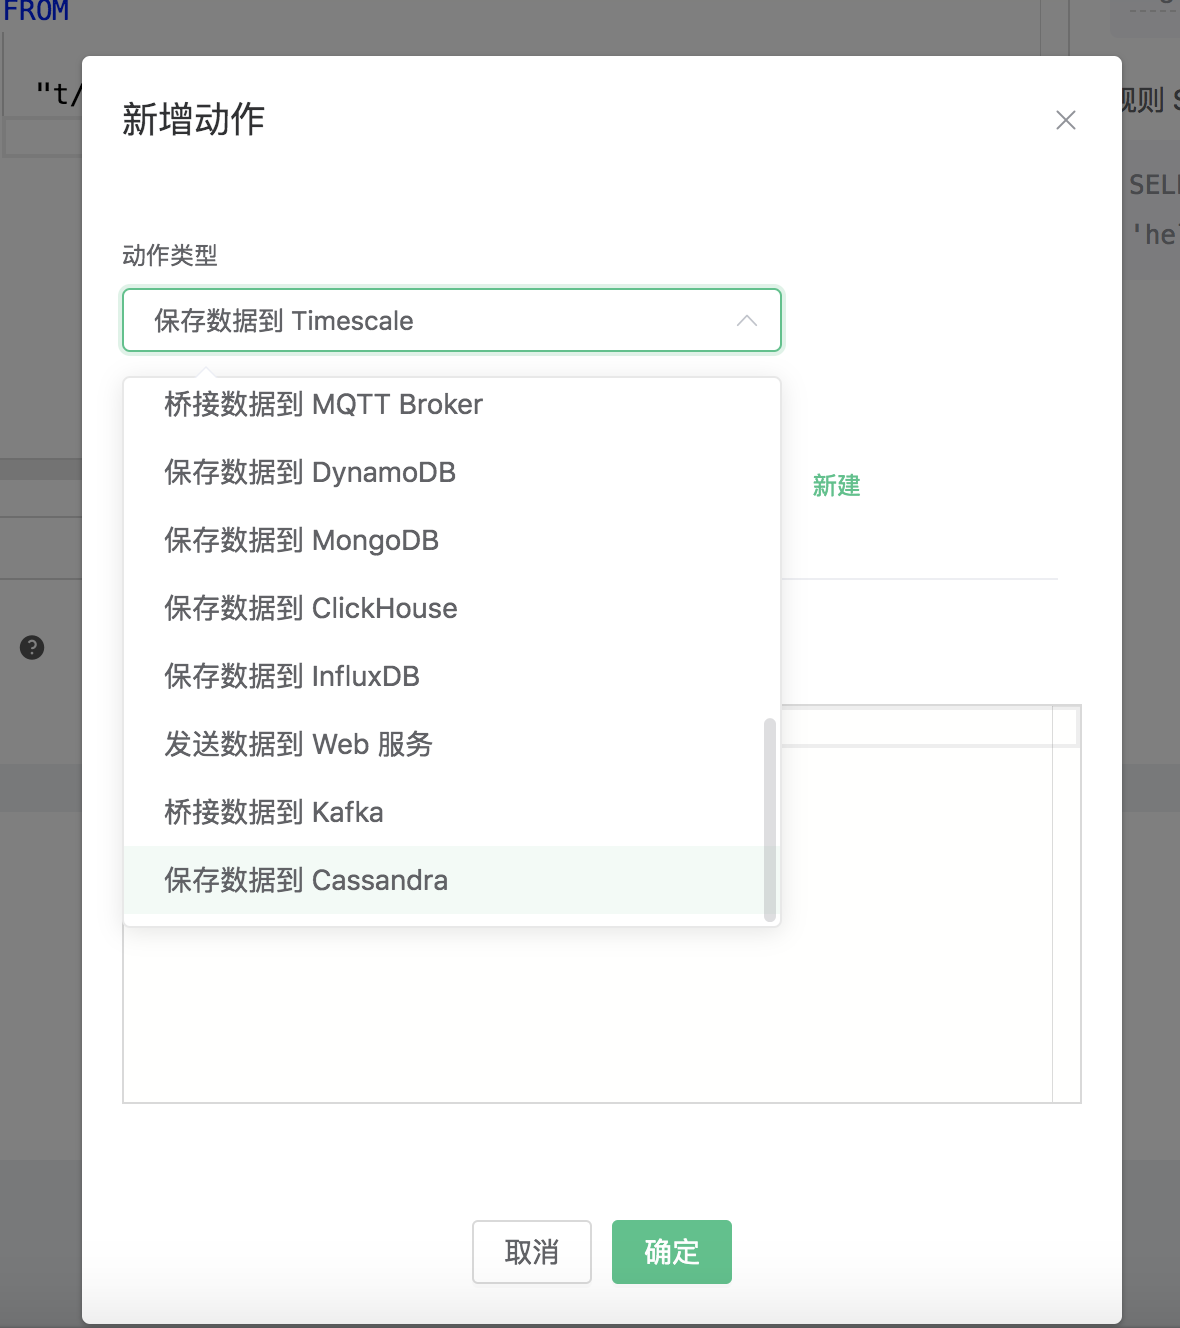 FROM
"t/
新增动作
规则 S
SELE
'hel
动作类型
保存数据到 Timescale
桥接数据到 MQTT Broker
保存数据到 DynamoDB
新建
保存数据到 MongoDB
保存数据到 ClickHouse
?
保存数据到 InfluxDB
发送数据到 Web 服务
桥接数据到 Kafka
保存数据到 Cassandra
取消
确定